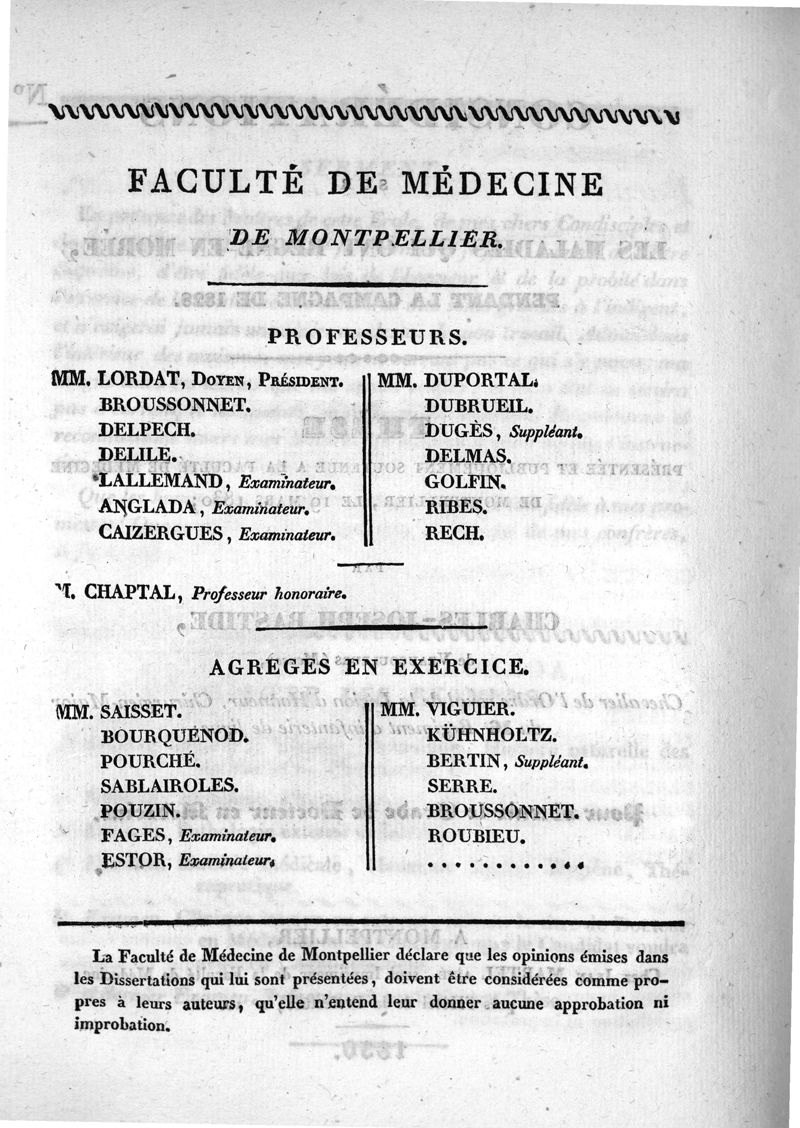 FACULTÉ DE MÉDECINE
DE MONTPELLIER.
PROFESSEURS.
MM. LORDAT, DOYEN, PRÉSIDENT.
BROUSSONNET.
DELPECH.
DELILE.
LALLEMAND, Examinateur.
ANGLADA, Examinateur.
CAIZERGUES, Examinateur.
MM. DUPORTAL.
DUBRUEIL.
DUGÈS, Suppléant.
DELMAS.
GOLFIN.
RIBES.
RECH.
M. CHAPTAL, Professeur honoraire.
AGRÉGÉS EN EXERCICE.
MM. SAISSET.
BOURQUENOD.
POURCHÉ.
SABLAIROLES.
POUZIN.
FAGES, Examinateur.
ESTOR, Examinateur.
MM. VIGUIER.
KÜHNHOLTZ.
BERTIN, Suppléant.
SERRE.
BROUSSONNET.
ROUBIEU.
. . . . . . . . . . . . .
La Faculté de Médecine de Montpellier déclare que les opinions émises dans
les Dissertations qui lui sont présentées, doivent être considérées comme pro-
pres à leurs auteurs, qu'elle n'entend leur donner aucune approbation ni
improbation.